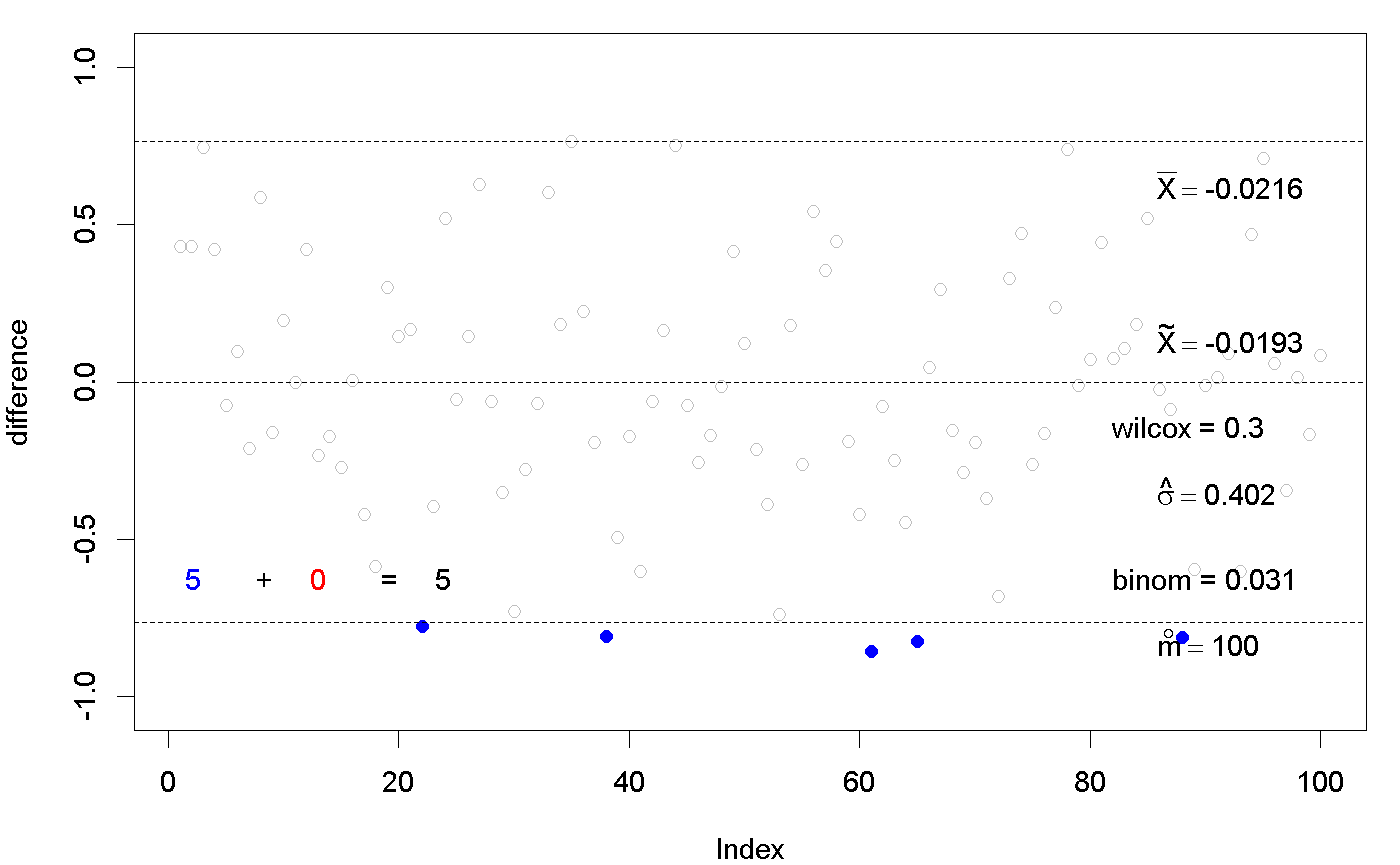 1.0
0.5
0.0
-0.5
-1.0
difference
X̅ = -0.0216
X̃ = -0.0193
wilcox = 0.3
σ̂ = 0.402
5 + 0 = 5
binom = 0.031
m̊ = 100
0 20 40 60 80 100
Index